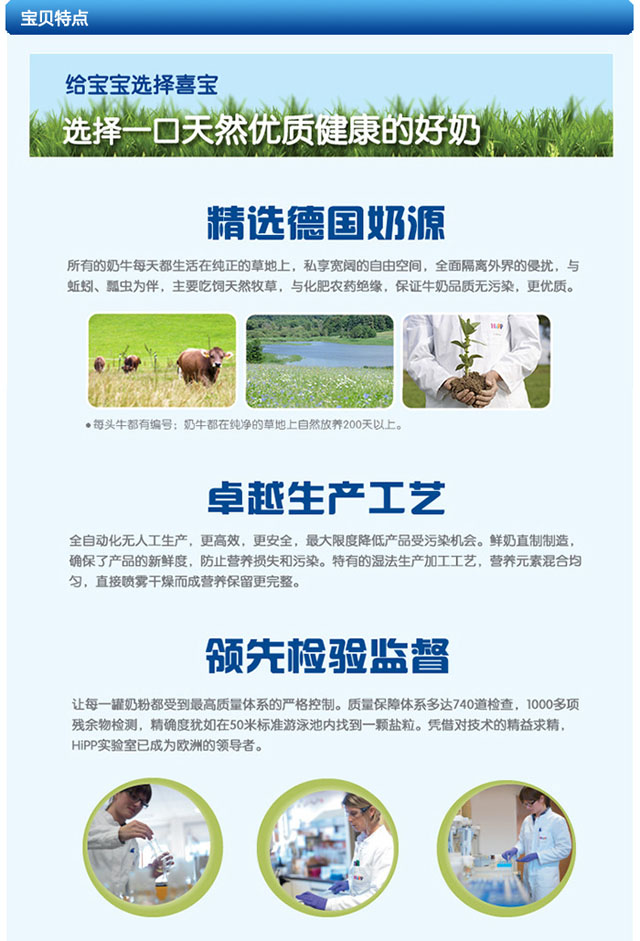 宝贝特点
给宝宝选择喜宝
选择一口天然优质健康的好奶
精选德国奶源
所有的奶牛每天都生活在纯正的草地上，私享宽阔的自由空间，全面隔离外界的侵扰，与
蚯蚓、瓢虫为伴，主要吃饲天然牧草，与化肥农药绝缘，保证牛奶品质无污染，更优质。
●每头牛都有编号；奶牛都在纯净的草地上自然放养200天以上。
卓越生产工艺
全自动化无人工生产，更高效，更安全，最大限度降低产品受污染机会。鲜奶直制制造，
确保了产品的新鲜度，防止营养损失和污染。特有的湿法生产加工工艺，营养元素混合均
匀，直接喷雾干燥而成营养保留更完整。
领先检验监督
让每一罐奶粉都受到最高质量体系的严格控制。质量保障体系多达740道检查，1000多项
残余物检测，精确度犹如在50米标准游泳池内找到一颗盐粒。凭借对技术的精益求精，
HiPP实验室已成为欧洲的领导者。